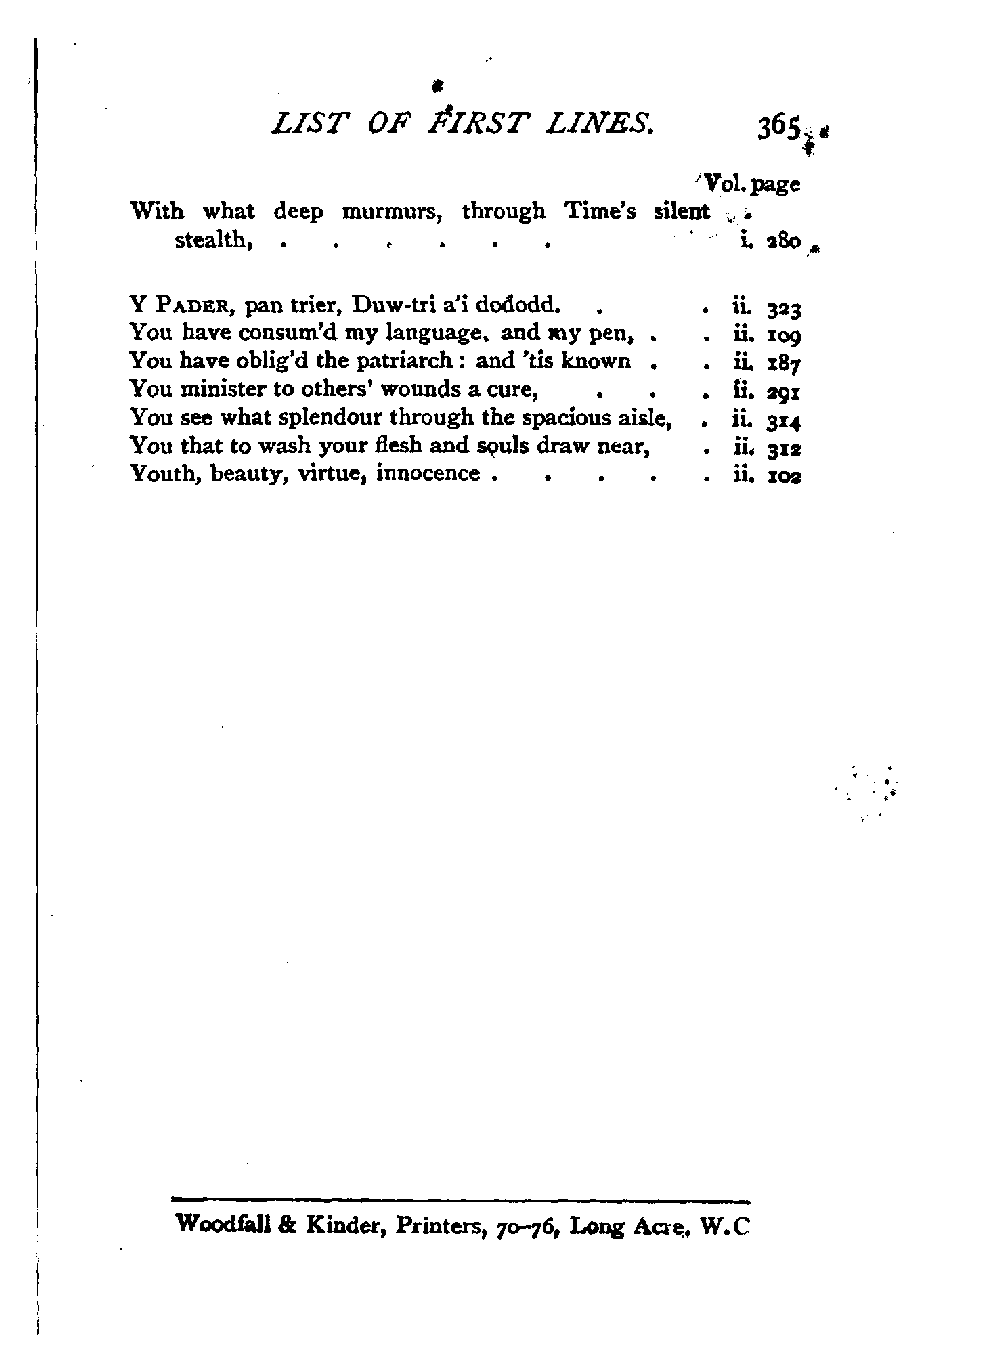 LIST OF FIRST LINES. 365
Vol. page
With what deep murmurs, through Time's silent
stealth, . . . . . . i. 280
Y PADER, pan trier, Duw-tri a'i dododd. . . ii. 323
You have consum'd my language, and my pen, . . ii. 109
You have oblig'd the patriarch: and 'tis known . . ii. 187
You minister to others' wounds a cure, . . . ii. 291
You see what splendour through the spacious aisle, . ii. 314
You that to wash your flesh and souls draw near, . ii. 312
Youth, beauty, virtue, innocence . . . . . ii. 102
Woodfall & Kinder, Printers, 70–76, Long Acre, W.C